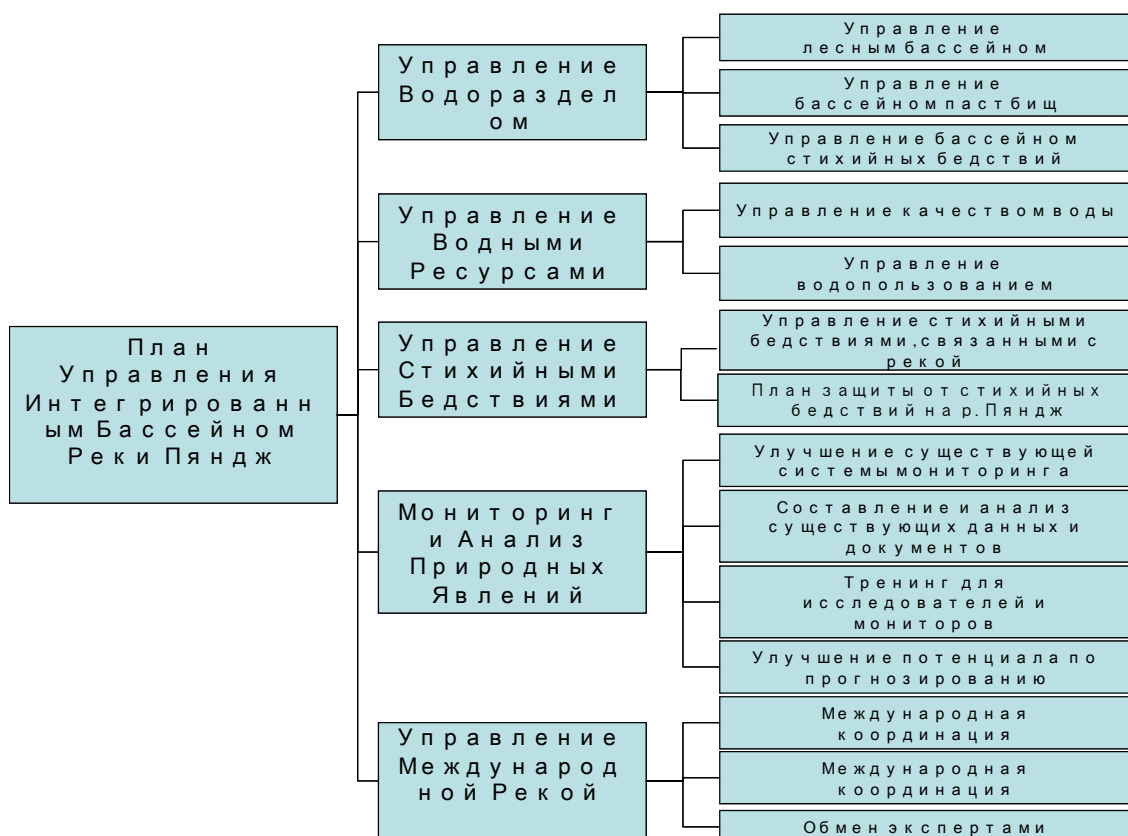 План
Управления
Интегрированн
ым Бассейном
Реки Пяндж
Управление
Водораздел
ом
Управление
лесным бассейном
Управление
бассейном пастбищ
Управление бассейном
стихийных бедствий
Управление
Водными
Ресурсами
Управление качеством воды
Управление
водопользованием
Управление
Стихийными
Бедствиями
Управление стихийными
бедствиями, связанными с
рекой
План защиты от стихийных
бедствий на р. Пяндж
Мониторинг
и Анализ
Природных
Явлений
Улучшение существующей
системы мониторинга
Составление и анализ
существующих данных и
документов
Тренинг для
исследователей и
мониторов
Улучшение потенциала по
прогнозированию
Управление
Международ
ной Рекой
Международная
координация
Международная
координация
Обмен экспертами